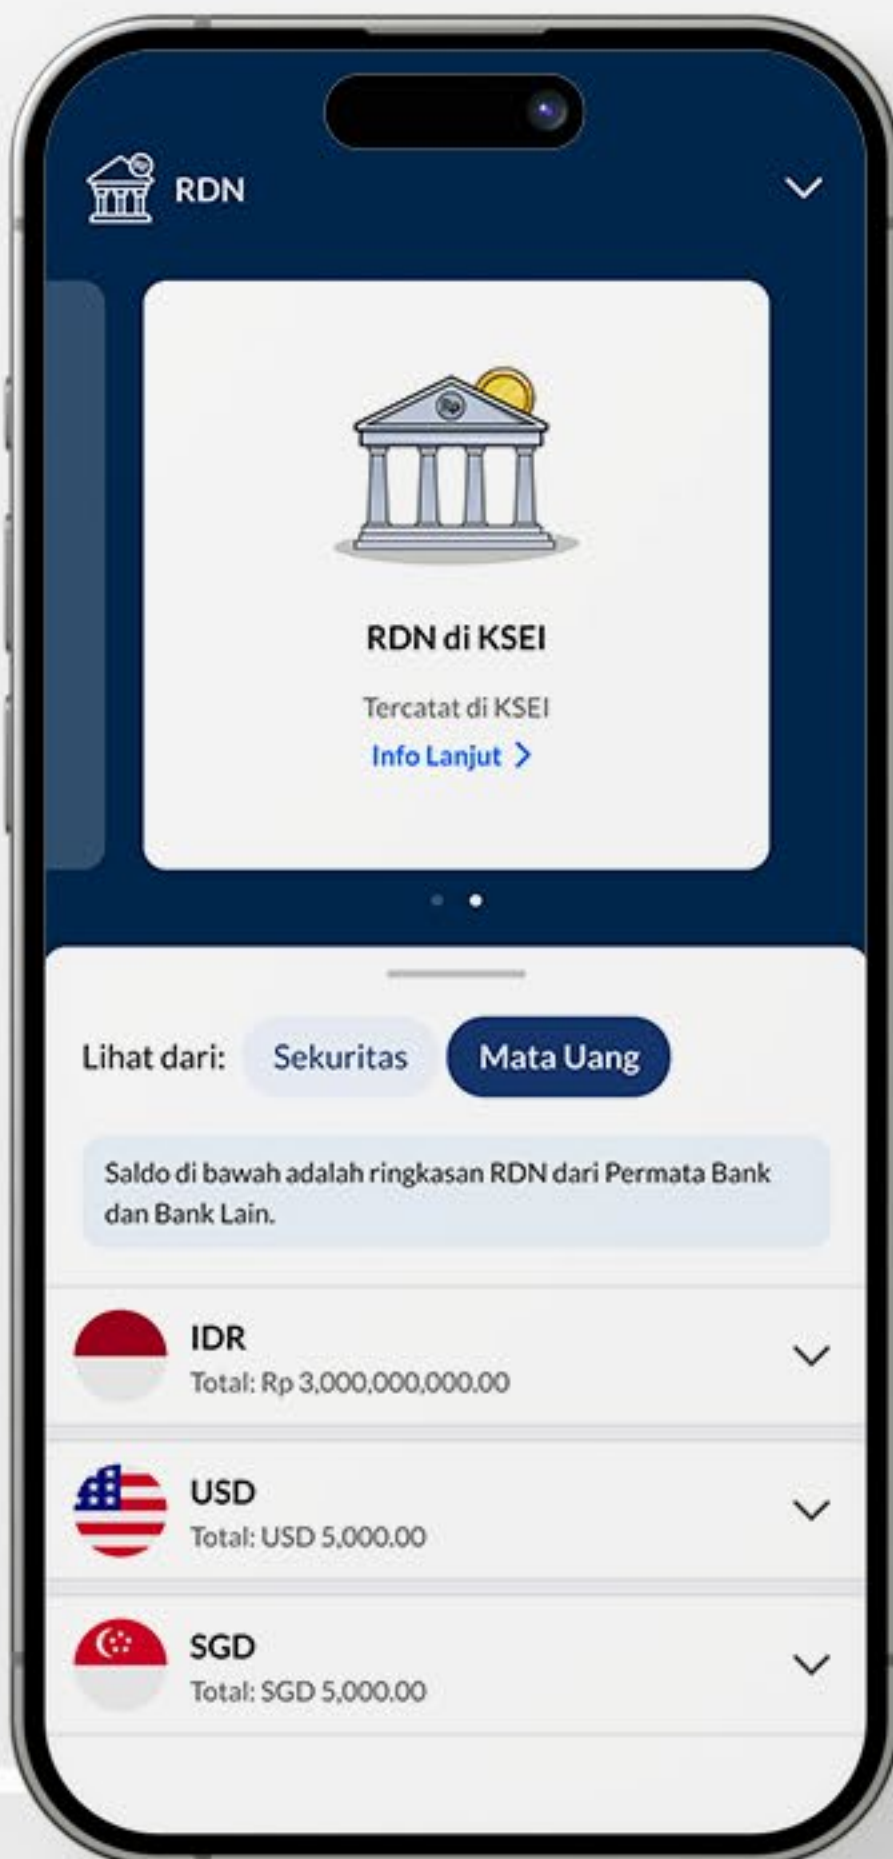 RDN
RDN di KSEI
Tercatat di KSEI
Info Lanjut >
Lihat dari:
Sekuritas
Mata Uang
Saldo di bawah adalah ringkasan RDN dari Permata Bank
dan Bank Lain.
IDR
Total: Rp 3,000,000,000.00
USD
Total: USD 5,000.00
SGD
Total: SGD 5,000.00